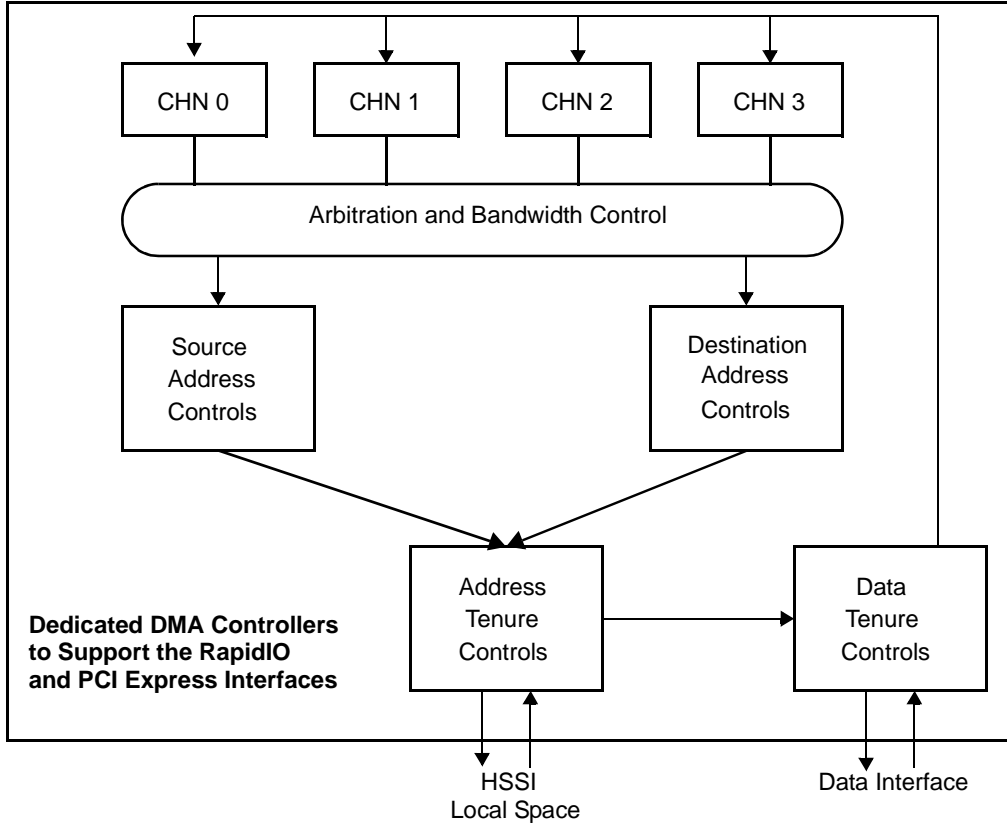 CHN 0
CHN 1
CHN 2
CHN 3
Arbitration and Bandwidth Control
Source
Address
Controls
Destination
Address
Controls
Address
Tenure
Controls
Data
Tenure
Controls
Dedicated DMA Controllers
to Support the RapidIO
and PCI Express Interfaces
HSSI
Local Space
Data Interface